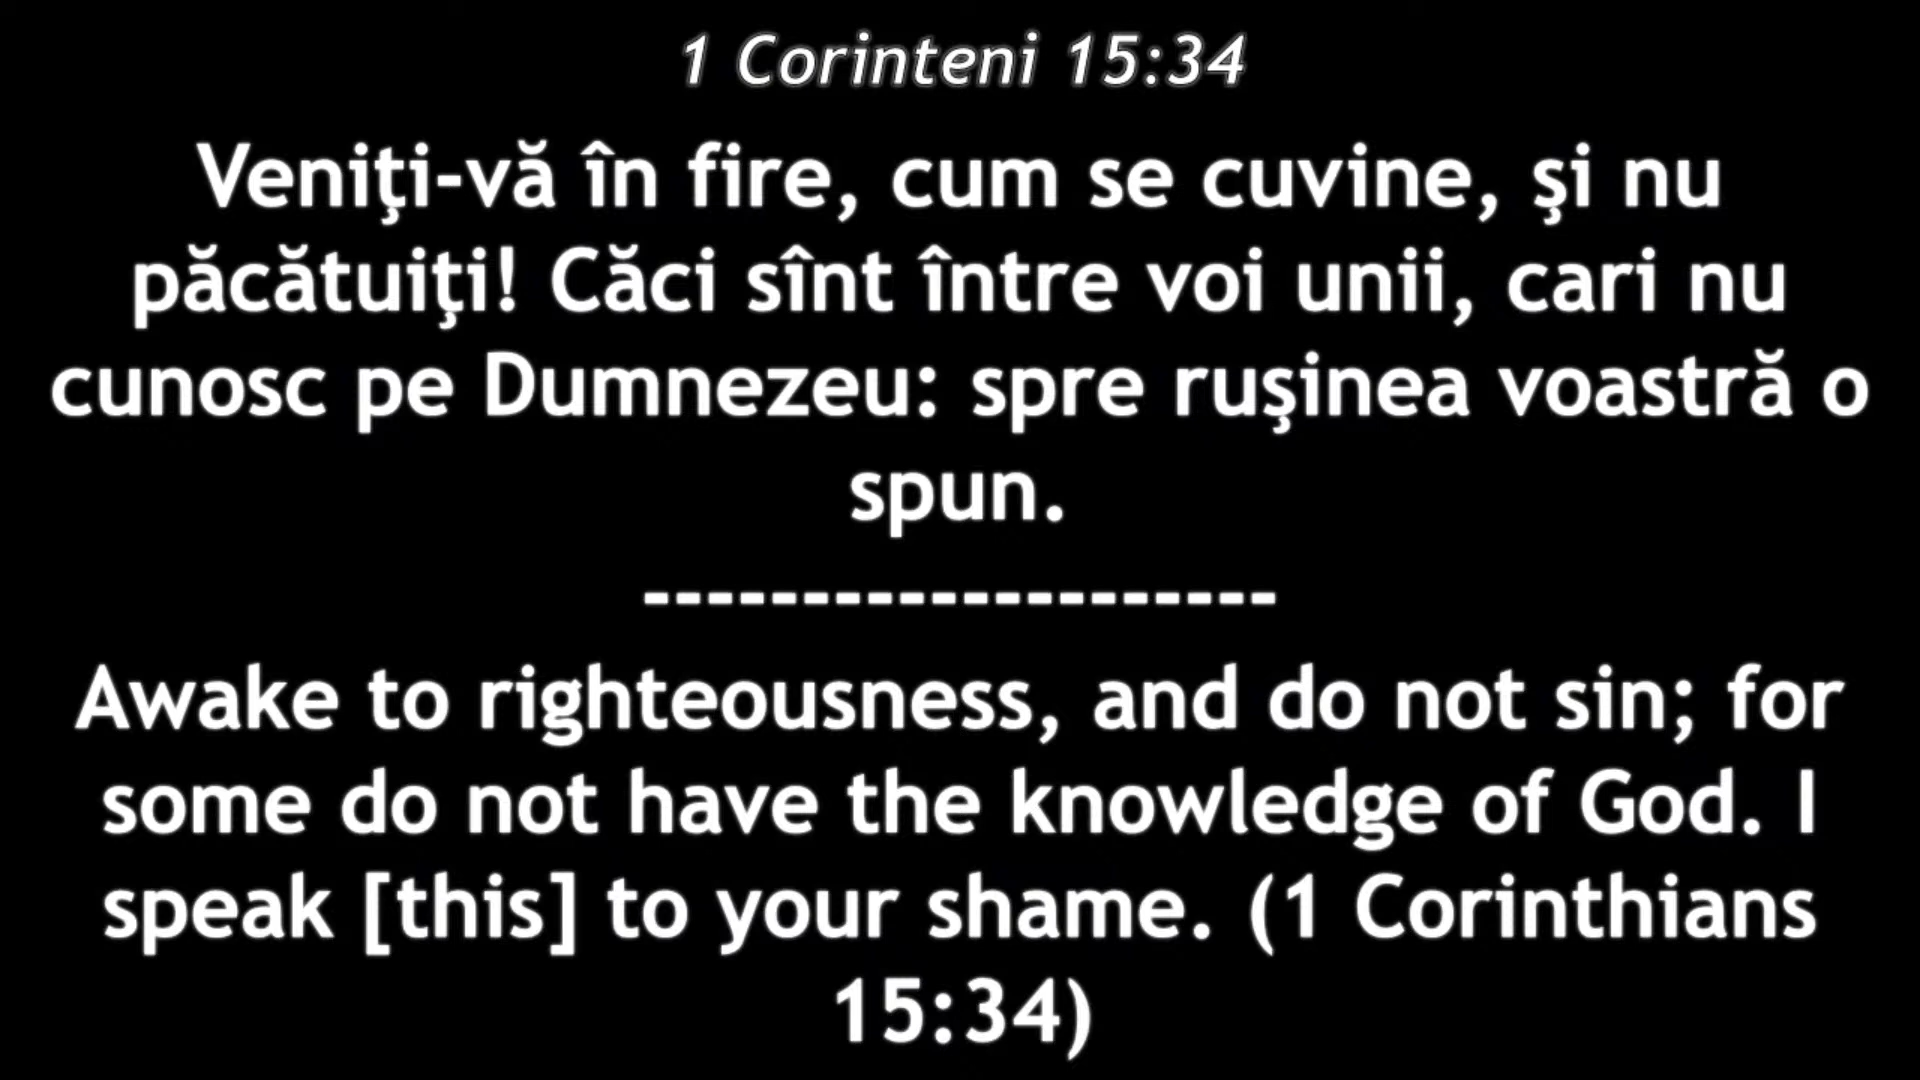 1 Corinteni 15:34
Veniţi-vă în fire, cum se cuvine, şi nu
păcătuiţi! Căci sînt între voi unii, cari nu
cunosc pe Dumnezeu: spre ruşinea voastră o
spun.
--------------------
Awake to righteousness, and do not sin; for
some do not have the knowledge of God. I
speak [this] to your shame. (1 Corinthians
15:34)